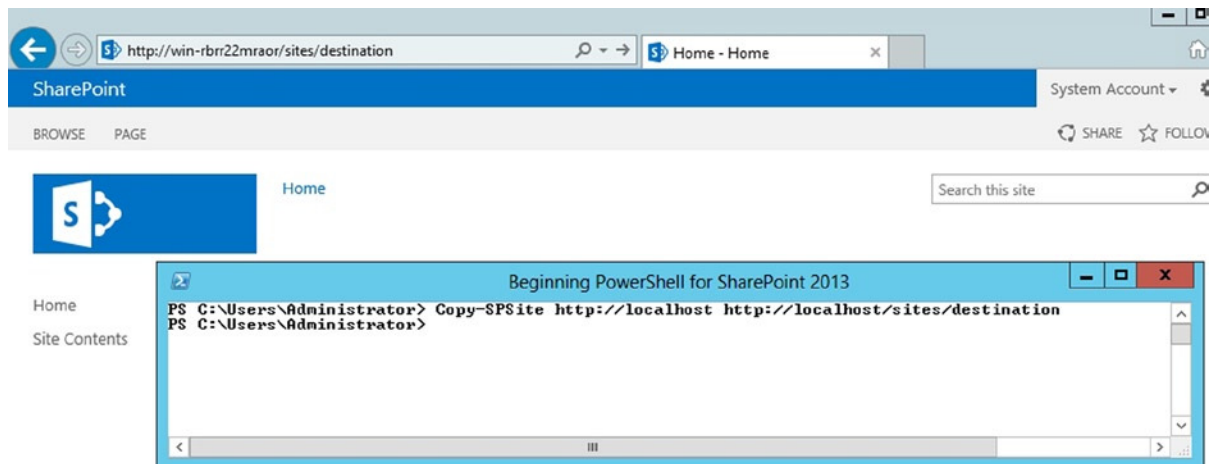 http://win-rbrr22mraor/sites/destination
Home - Home
SharePoint
System Account
BROWSE PAGE
SHARE
Home
Search this site
Beginning PowerShell for SharePoint 2013
PS C:\Users\Administrator> Copy-SPSite http://localhost http://localhost/sites/destination
PS C:\Users\Administrator>
Home
Site Contents